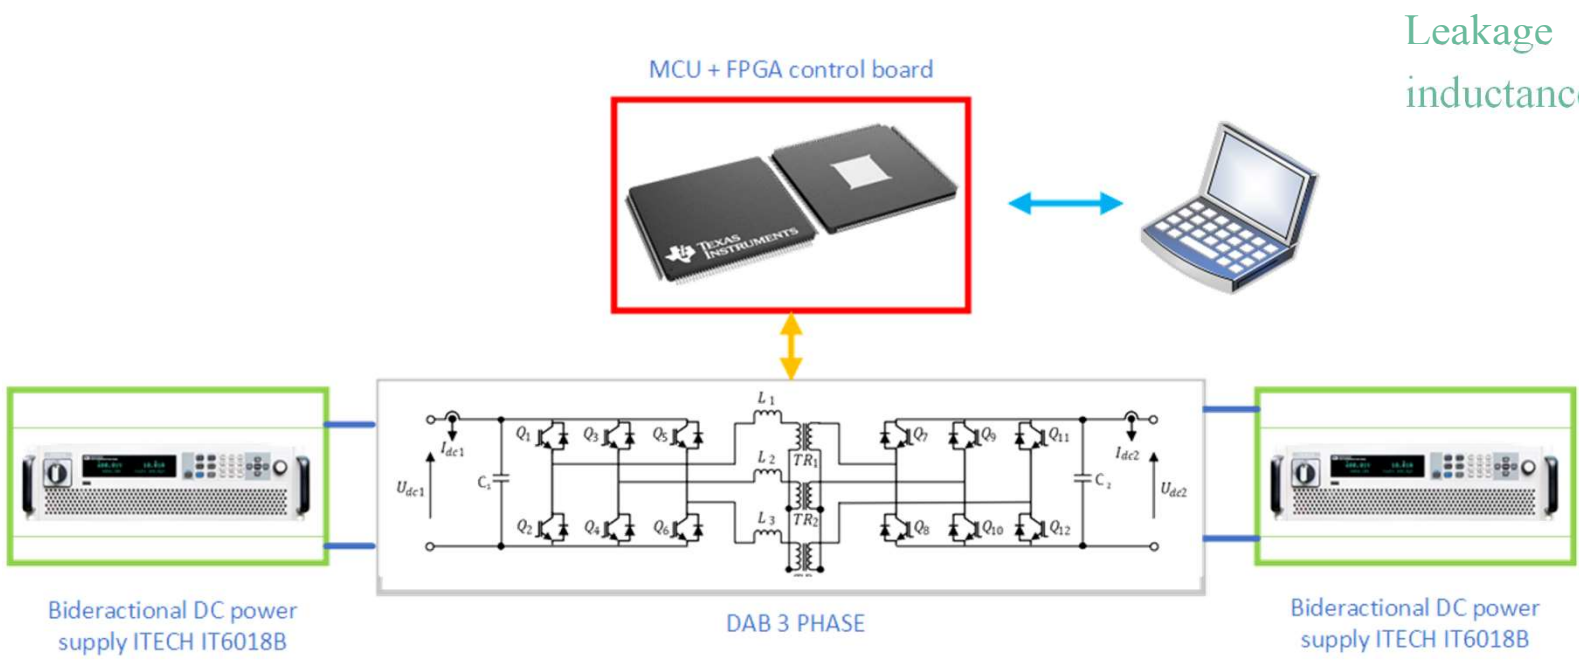 Leakage
inductanc
MCU + FPGA control board
TEXAS
INSTRUMENTS
L1
Q1 Q3 Q5 Q7 Q9 Q11
Idc1 Idc2
TR1
L2
Udc1 C1 C2 Udc2
TR2
L3
Q2 Q4 Q6 Q8 Q10 Q12
Bideractional DC power
supply ITECH IT6018B
DAB 3 PHASE
Bideractional DC power
supply ITECH IT6018B